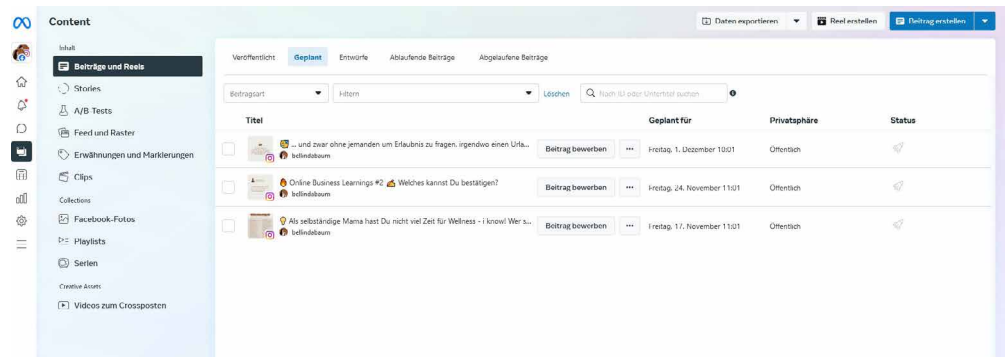 Content
Daten exportieren
Reel erstellen
Beitrag erstellen
Inhalt
Beiträge und Reels
Stories
A/B Tests
Feed und Raster
Erwähnungen und Markierungen
Clips
Collections
Facebook-Fotos
Playlists
Serien
Creative Assets
Videos zum Crossposten
Veröffentlicht
Geplant
Entwürfe
Ablaufende Beiträge
Abgelaufene Beiträge
Beitragsart
Filtern
Löschen
Nach ID oder Untertitel suchen
Titel
Geplant für
Privatsphäre
Status
... und zwar ohne jemanden um Erlaubnis zu fragen. irgendwo einen Urla...
bellindabaum
Beitrag bewerben
Freitag, 1. Dezember 10:01
Öffentlich
Online Business Learnings #2 Welches kannst Du bestätigen?
bellindabaum
Beitrag bewerben
Freitag, 24. November 11:01
Öffentlich
Als selbständige Mama hast Du nicht viel Zeit für Wellness - i know! Wer s...
bellindabaum
Beitrag bewerben
Freitag, 17. November 11:01
Öffentlich